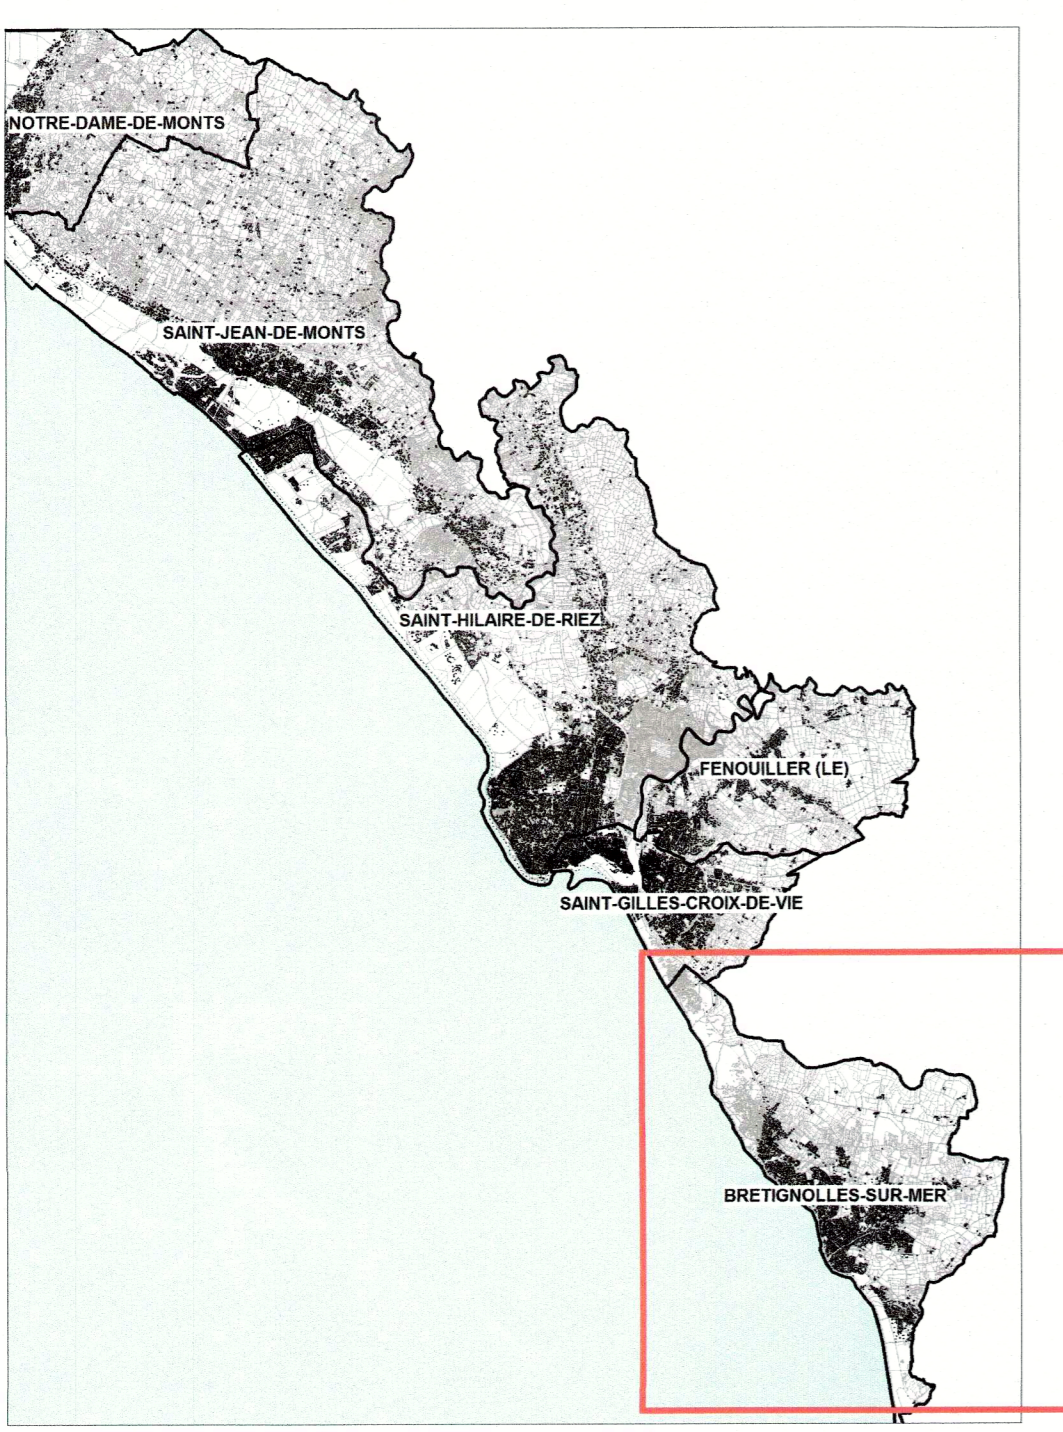 NOTRE-DAME-DE-MONTS
SAINT-JEAN-DE-MONTS
SAINT-HILAIRE-DE-RIEZ
FENOUILLER (LE)
SAINT-GILLES-CROIX-DE-VIE
BRETIGNOLLES-SUR-MER